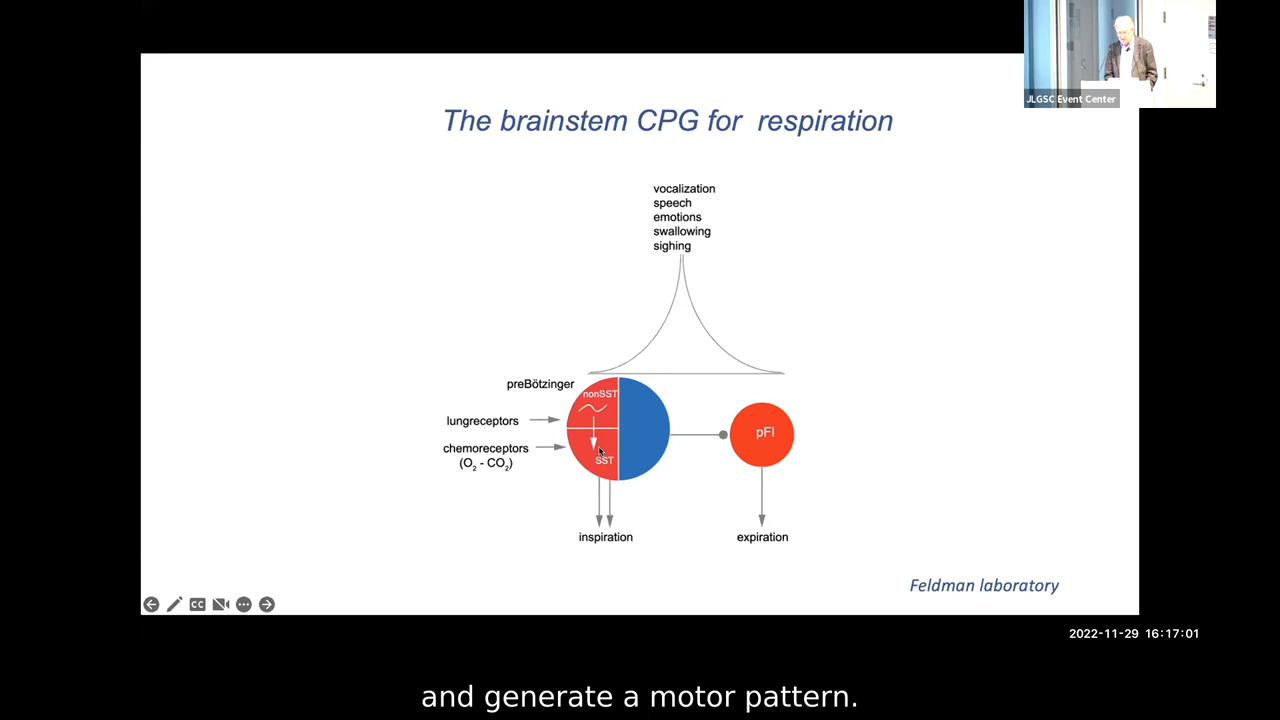 JLGSC Event Center
The brainstem CPG for respiration
vocalization
speech
emotions
swallowing
sighing
preBötzinger
nonSST
lungreceptors
pFl
chemoreceptors
(O₂ - CO₂)
SST
inspiration
expiration
Feldman laboratory
CC
2022-11-29 16:17:01
and generate a motor pattern.